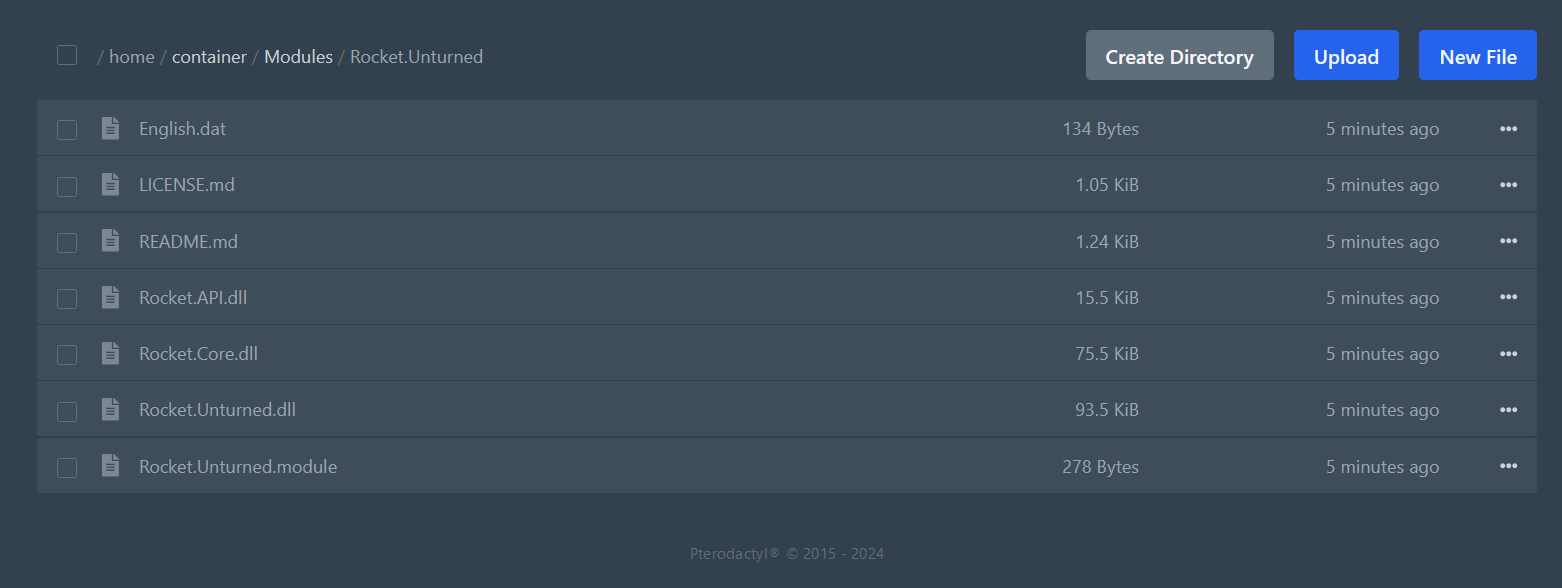 / home / container / Modules / Rocket.Unturned Create Directory Upload New File
English.dat 134 Bytes 5 minutes ago
LICENSE.md 1.05 KiB 5 minutes ago
README.md 1.24 KiB 5 minutes ago
Rocket.API.dll 15.5 KiB 5 minutes ago
Rocket.Core.dll 75.5 KiB 5 minutes ago
Rocket.Unturned.dll 93.5 KiB 5 minutes ago
Rocket.Unturned.module 278 Bytes 5 minutes ago
Pterodactyl® © 2015 - 2024